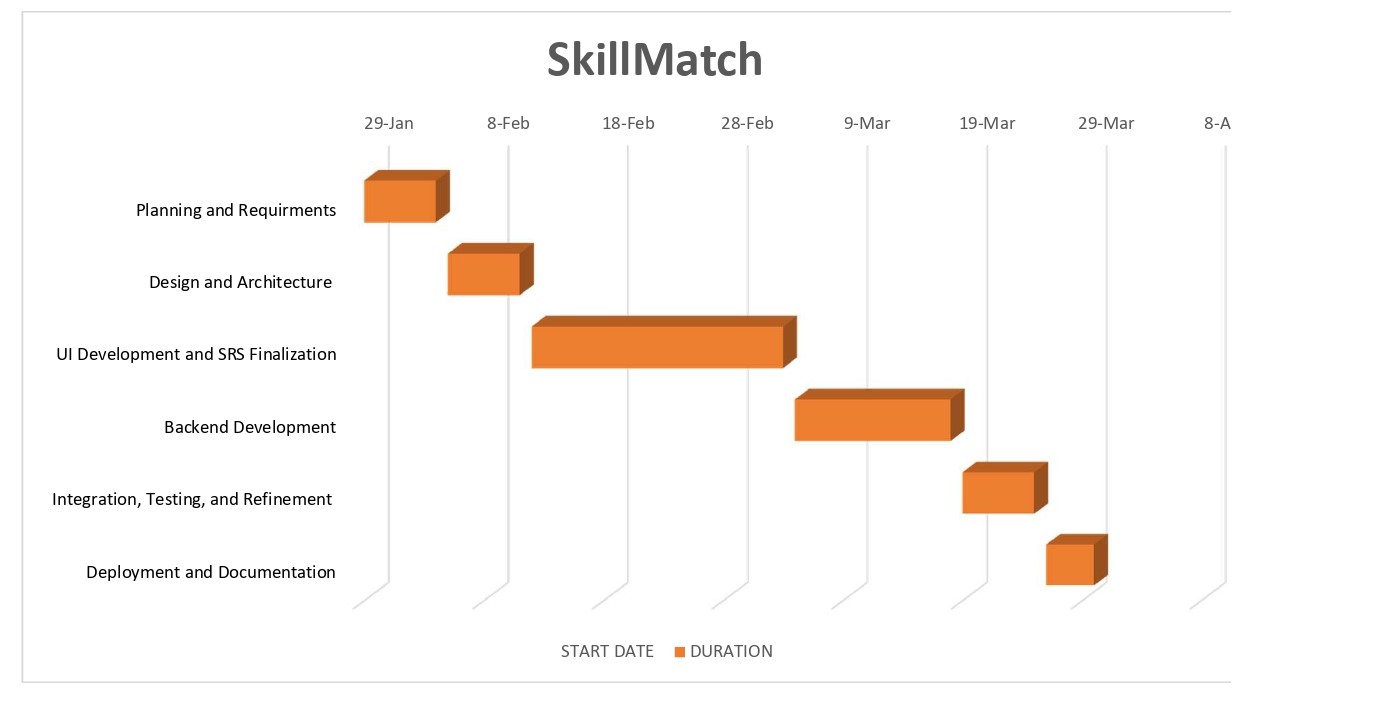 SkillMatch
29-Jan 8-Feb 18-Feb 28-Feb 9-Mar 19-Mar 29-Mar 8-A
Planning and Requirments
Design and Architecture
UI Development and SRS Finalization
Backend Development
Integration, Testing, and Refinement
Deployment and Documentation
START DATE DURATION